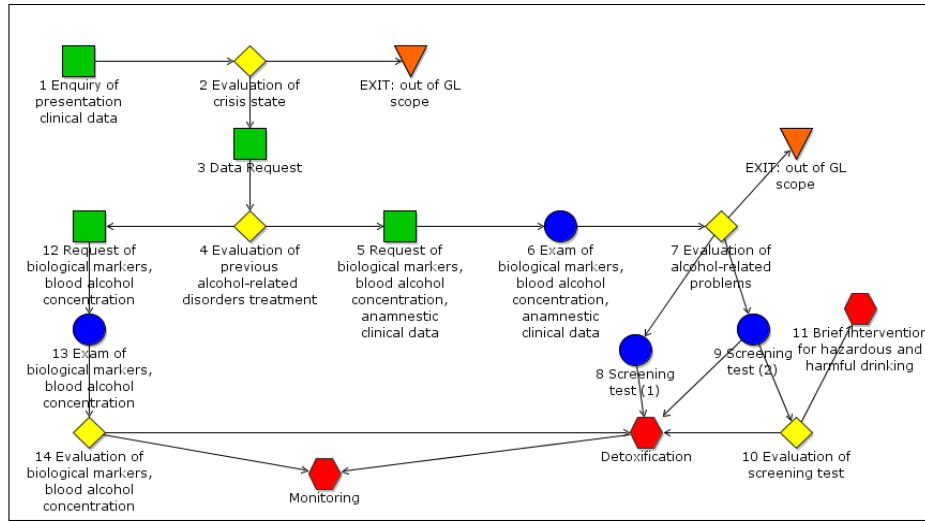 1 Enquiry of
presentation
clinical data
2 Evaluation of
crisis state
EXIT: out of GL
scope
3 Data Request
EXIT: out of GL
scope
12 Request of
biological markers,
blood alcohol
concentration
4 Evaluation of
previous
alcohol-related
disorders treatment
5 Request of
biological markers,
blood alcohol
concentration,
anamnestic
clinical data
6 Exam of
biological markers,
blood alcohol
concentration,
anamnestic
clinical data
7 Evaluation of
alcohol-related
problems
13 Exam of
biological markers,
blood alcohol
concentration
8 Screening
test (1)
9 Screening
test (2)
11 Brief Intervention
for hazardous and
harmful drinking
14 Evaluation of
biological markers,
blood alcohol
concentration
Monitoring
Detoxification
10 Evaluation of
screening test